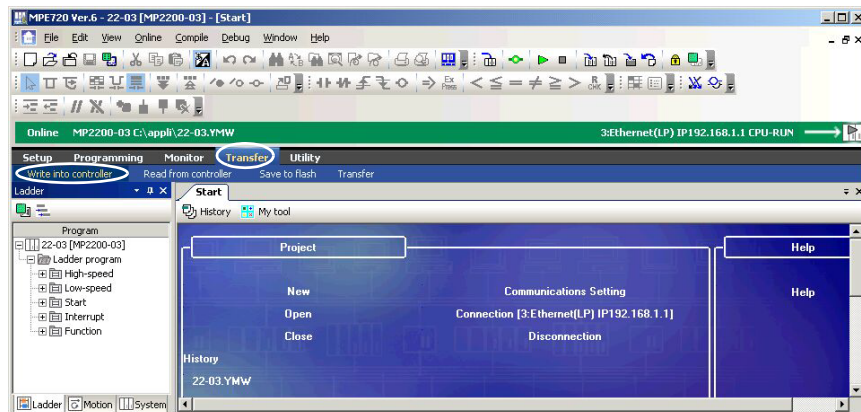 MPE720 Ver.6 - 22-03 [MP2200-03] - [Start]
File Edit View Online Compile Debug Window Help
Online MP2200-03 C:\appli\22-03.YMW 3:Ethernet(LP) IP192.168.1.1 CPU-RUN
Setup Programming Monitor Transfer Utility
Write into controller Read from controller Save to flash Transfer
Ladder
Start
History My tool
Program
22-03 [MP2200-03]
Ladder program
High-speed
Low-speed
Start
Interrupt
Function
Project
Help
New Communications Setting Help
Open Connection [3:Ethernet(LP) IP192.168.1.1]
Close Disconnection
History
22-03.YMW
Ladder Motion System